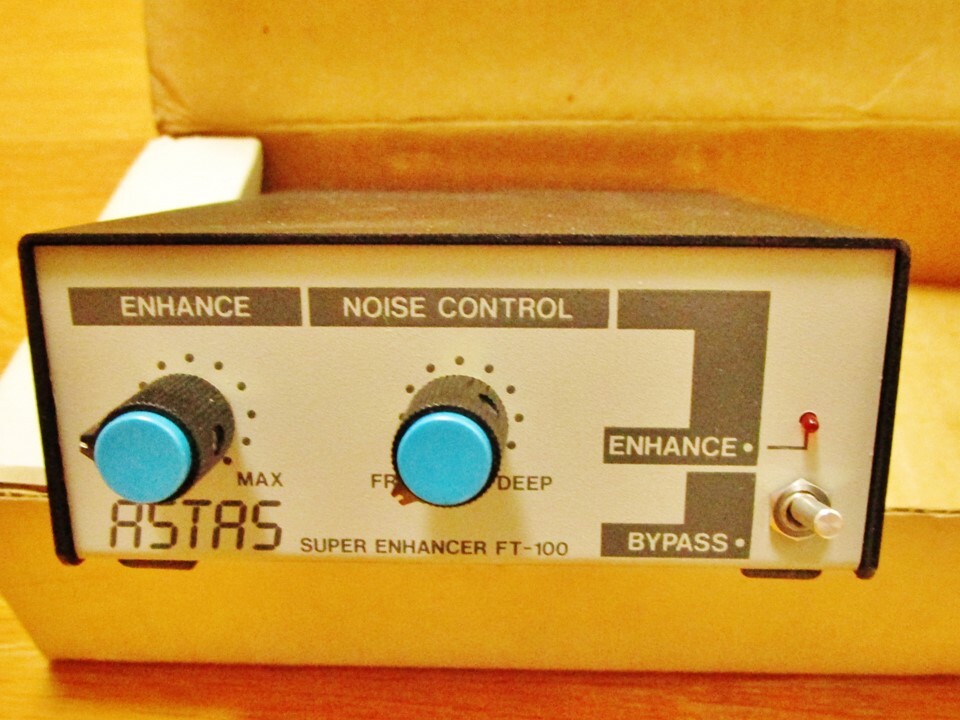 ENHANCE
NOISE CONTROL
ENHANCE
MAX
DEEP
ASTAS
SUPER ENHANCER FT-100
BYPASS